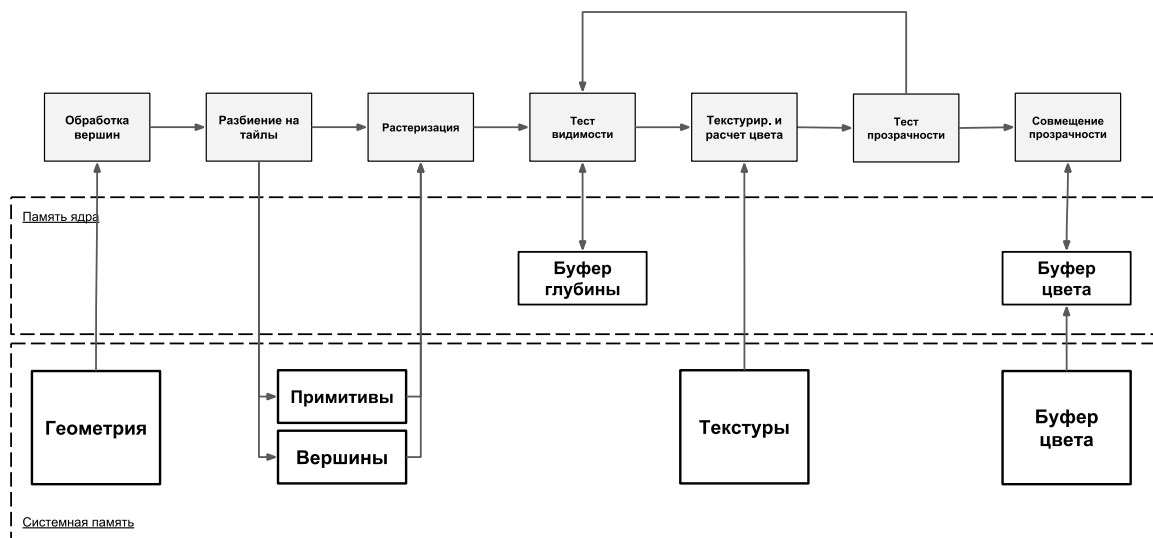 Обработка
вершин
Разбиение на
тайлы
Растеризация
Тест
видимости
Текстурир. и
расчет цвета
Тест
прозрачности
Совмещение
прозрачности
Память ядра
Буфер
глубины
Буфер
цвета
Геометрия
Примитивы
Вершины
Текстуры
Буфер
цвета
Системная память